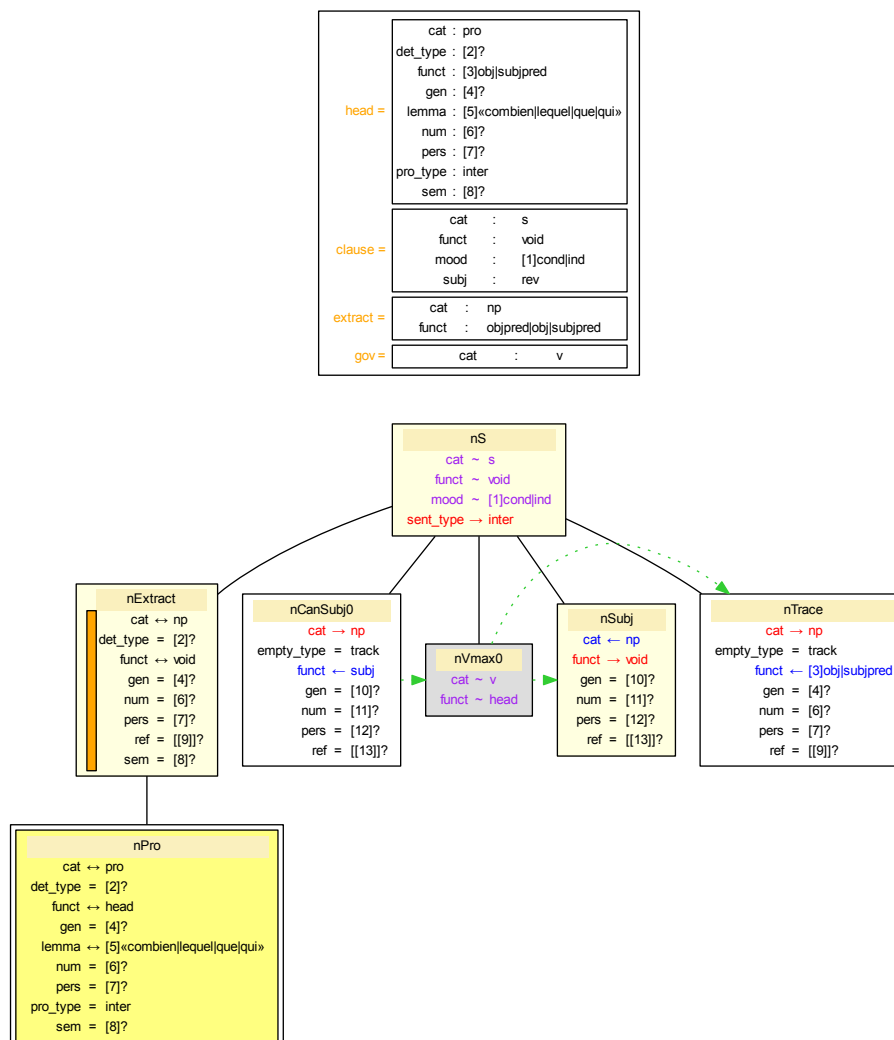 head =
cat : pro
det_type : [2]?
funct : [3]obj|subjpred
gen : [4]?
lemma : [5]«combien|lequel|que|qui»
num : [6]?
pers : [7]?
pro_type : inter
sem : [8]?
clause =
cat : s
funct : void
mood : [1]cond|ind
subj : rev
extract =
cat : np
funct : objpred|obj|subjpred
gov =
cat : v
nS
cat ~ s
funct ~ void
mood ~ [1]cond|ind
sent_type → inter
nExtract
cat ↔ np
det_type = [2]?
funct ↔ void
gen = [4]?
num = [6]?
pers = [7]?
ref = [[9]]?
sem = [8]?
nCanSubj0
cat → np
empty_type = track
funct ← subj
gen = [10]?
num = [11]?
pers = [12]?
ref = [[13]]?
nVmax0
cat ~ v
funct ~ head
nSubj
cat ← np
funct → void
gen = [10]?
num = [11]?
pers = [12]?
ref = [[13]]?
nTrace
cat → np
empty_type = track
funct ← [3]obj|subjpred
gen = [4]?
num = [6]?
pers = [7]?
ref = [[9]]?
nPro
cat ↔ pro
det_type = [2]?
funct ↔ head
gen = [4]?
lemma ↔ [5]«combien|lequel|que|qui»
num = [6]?
pers = [7]?
pro_type = inter
sem = [8]?